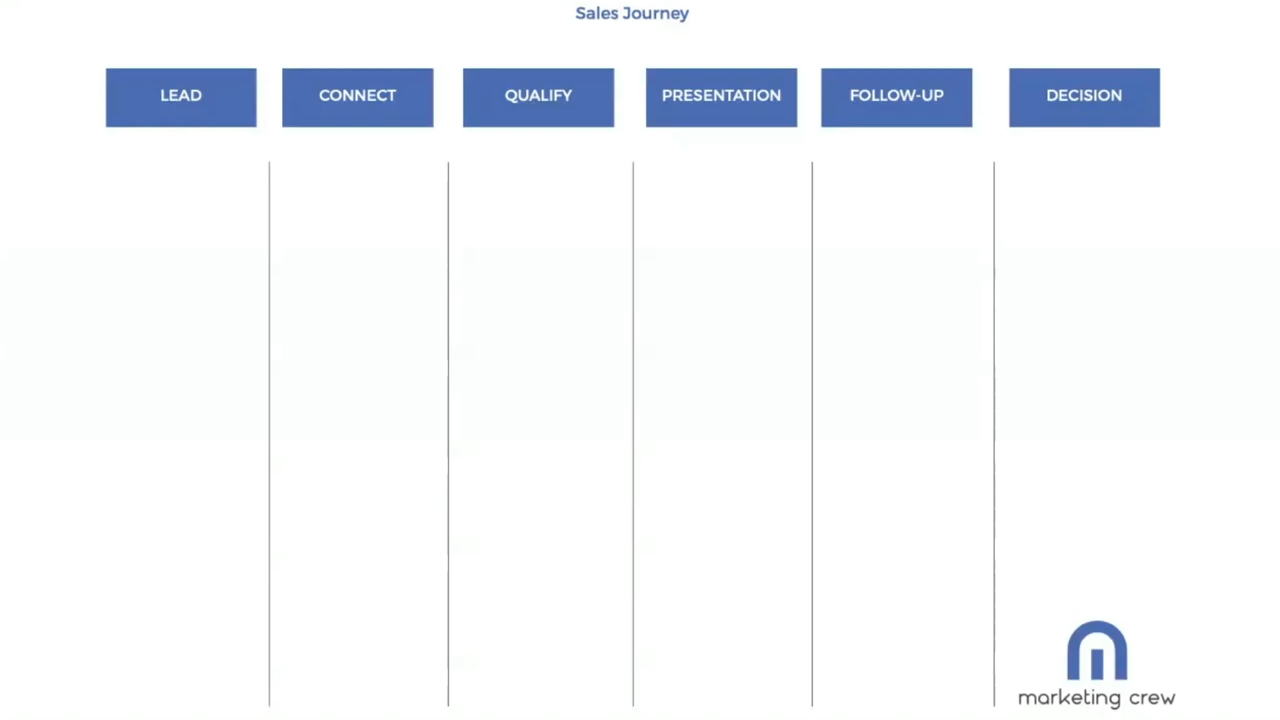 Sales Journey
LEAD CONNECT QUALIFY PRESENTATION FOLLOW-UP DECISION
marketing crew